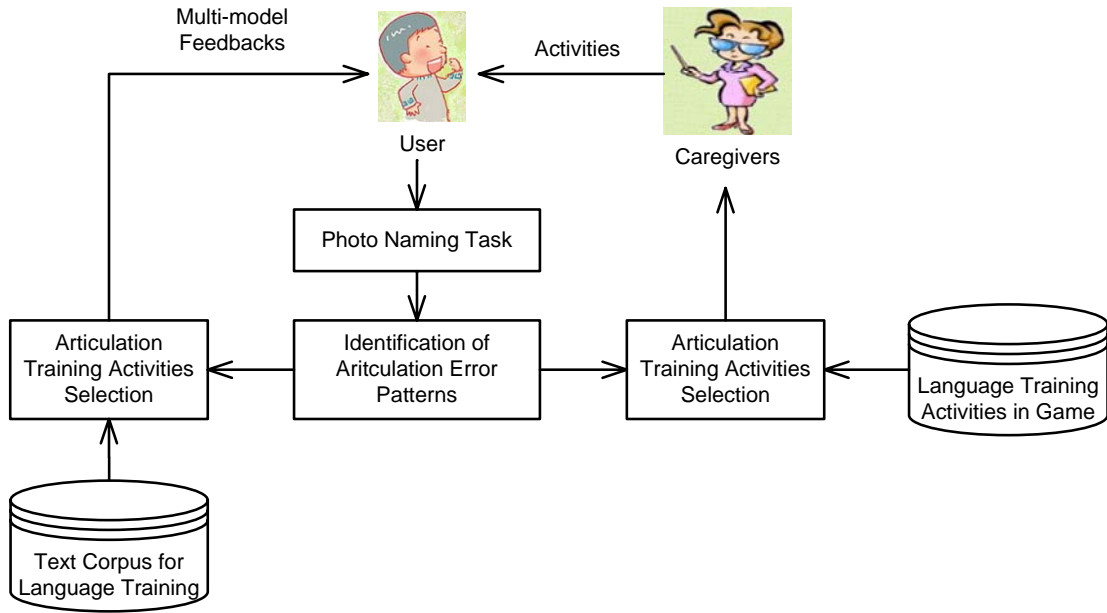 Multi-model
Feedbacks
Activities
User
Caregivers
Photo Naming Task
Articulation
Training Activities
Selection
Identification of
Aritculation Error
Patterns
Articulation
Training Activities
Selection
Language Training
Activities in Game
Text Corpus for
Language Training